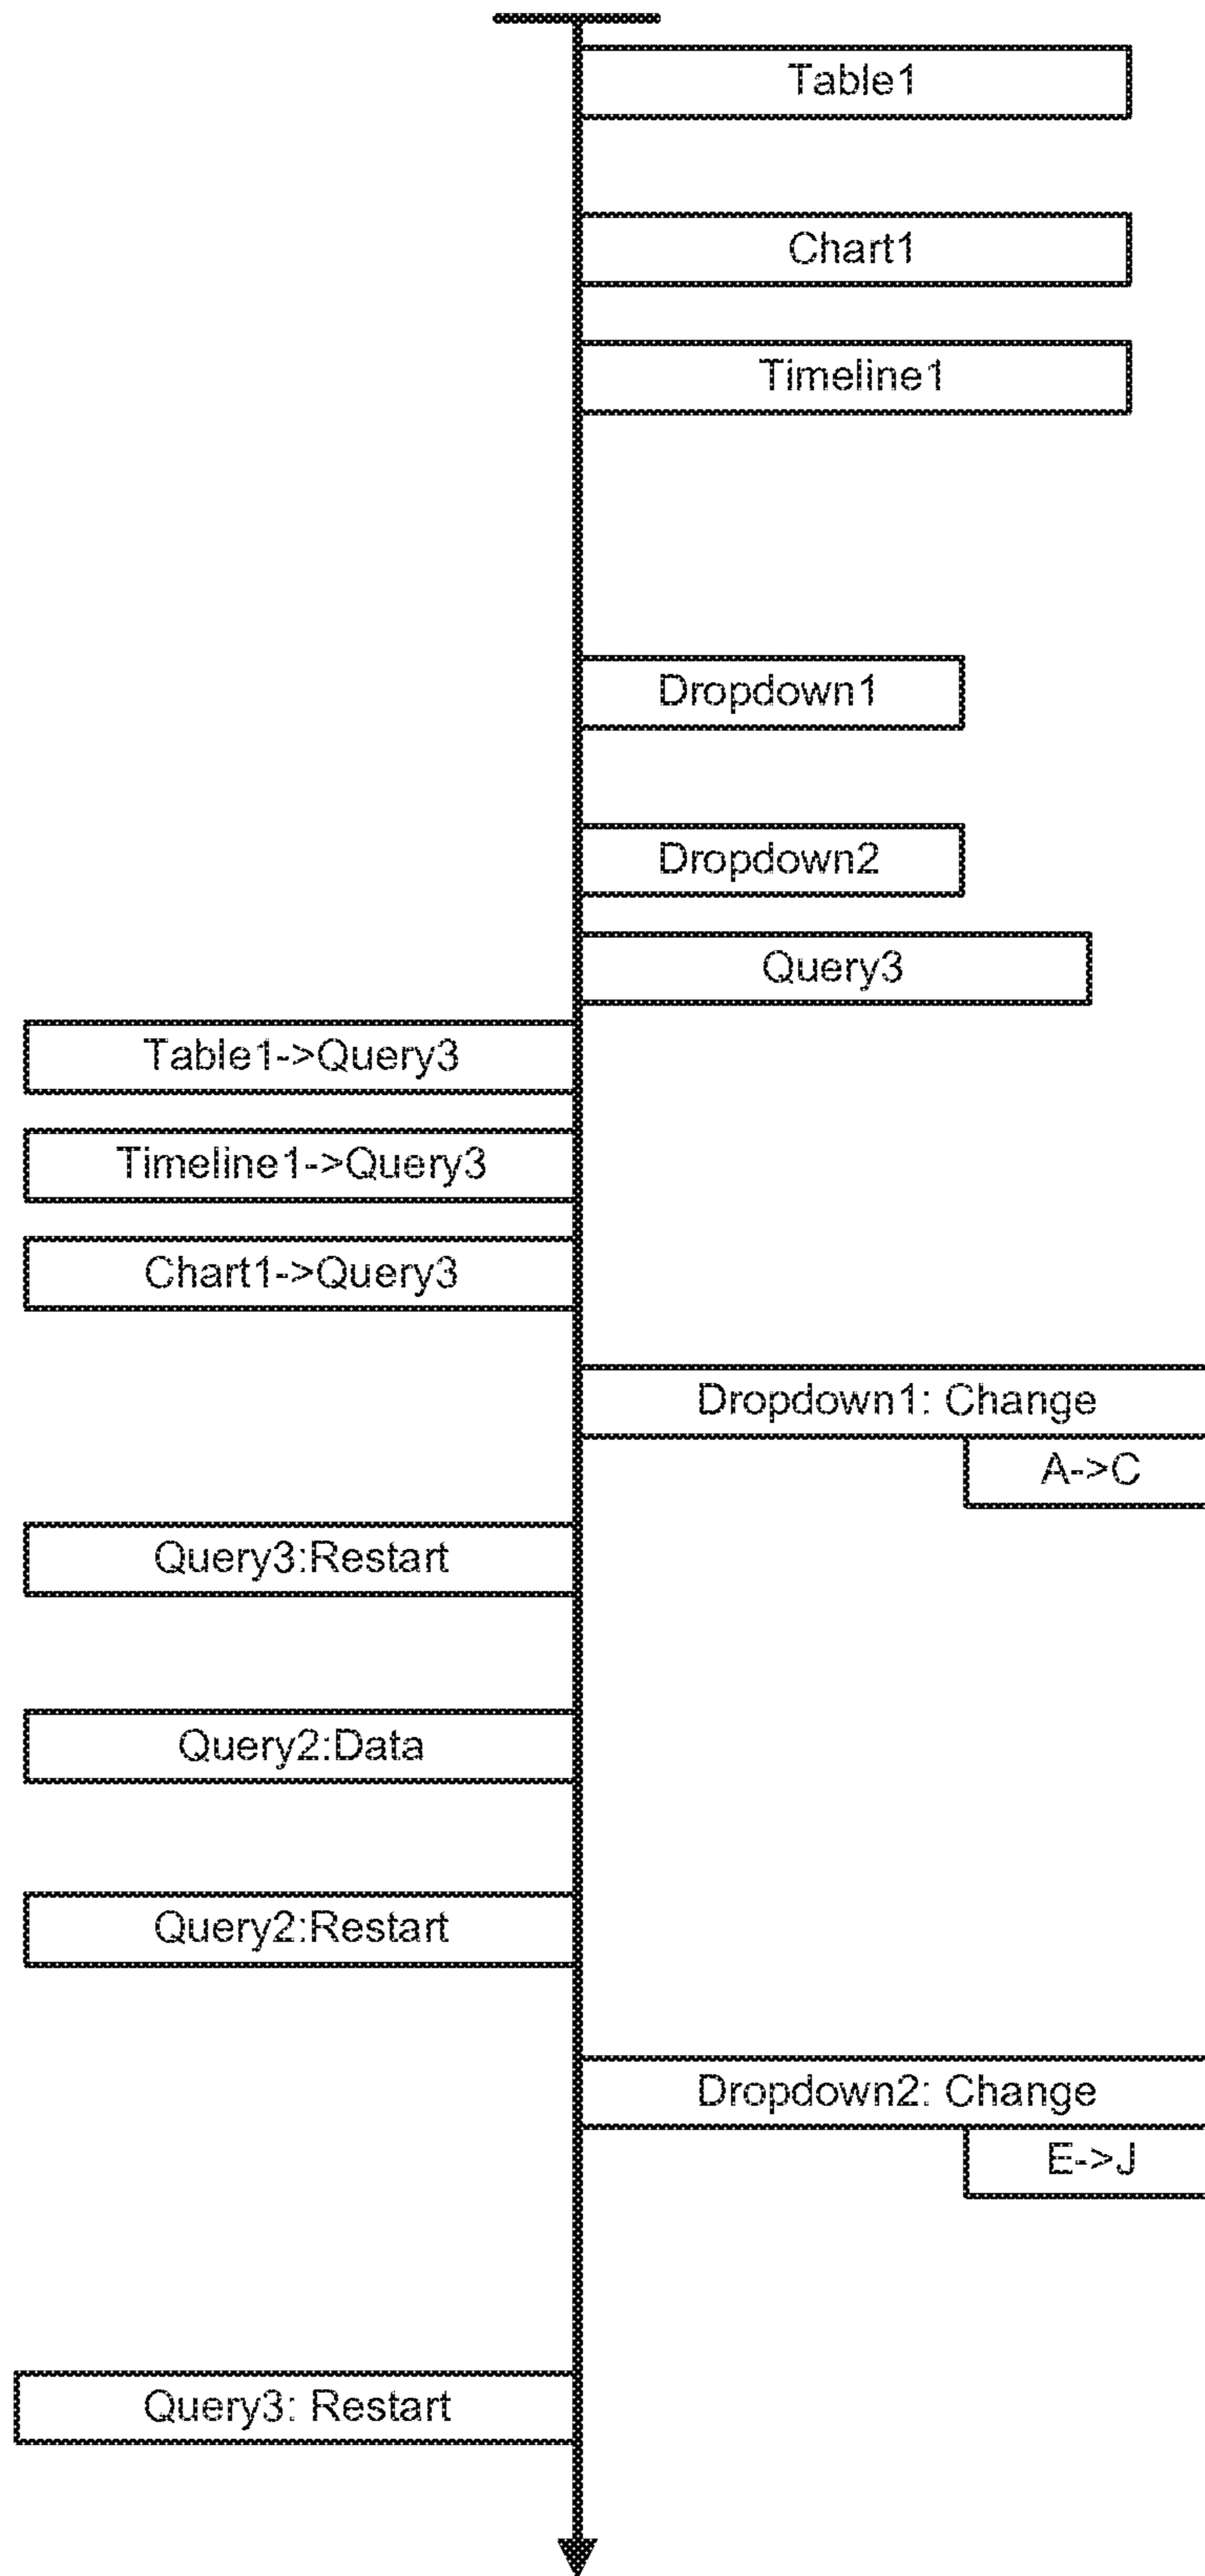 Table1
Chart1
Timeline1
Dropdown1
Dropdown2
Query3
Table1->Query3
Timeline1->Query3
Chart1->Query3
Dropdown1: Change
A->C
Query3:Restart
Query2:Data
Query2:Restart
Dropdown2: Change
E->J
Query3: Restart